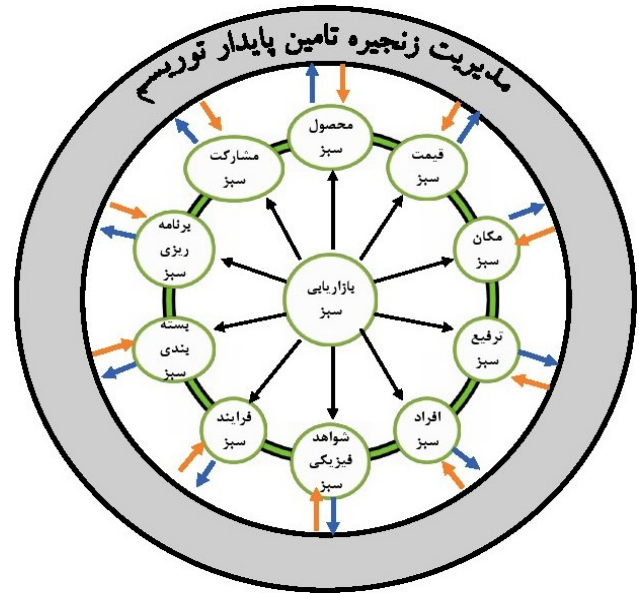 مدیریت زنجیره تامین پایدار توریسم
محصول
سبز
قیمت
سبز
مکان
سبز
ترفیع
سبز
افراد
سبز
شواهد
فیزیکی
سبز
فرایند
سبز
بسته
بندی
سبز
برنامه
ریزی
سبز
مشارکت
سبز
بازاریابی
سبز